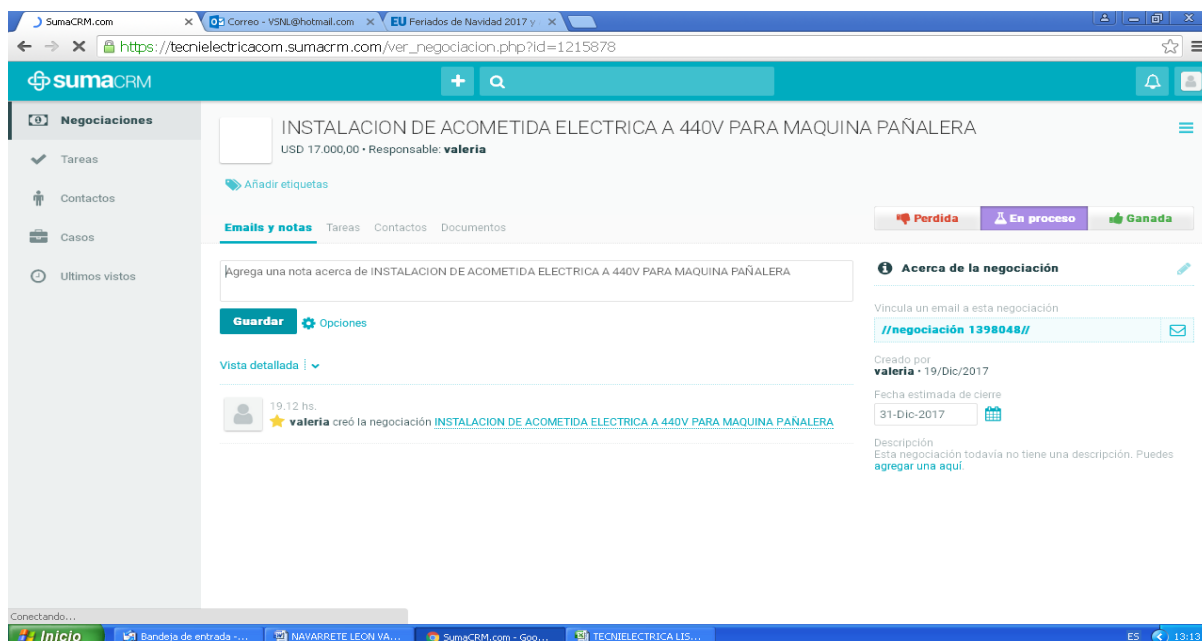 SumaCRM.com
Correo - VSNL@hotmail.com
EU Feriados de Navidad 2017 y
https://tecnielectricacom.sumacrm.com/ver_negociacion.php?id=1215878
sumaCRM
Negociaciones
Tareas
Contactos
Casos
Ultimos vistos
INSTALACION DE ACOMETIDA ELECTRICA A 440V PARA MAQUINA PAÑALERA
USD 17.000,00 • Responsable: valeria
Añadir etiquetas
Emails y notas Tareas Contactos Documentos
Perdida En proceso Ganada
Agrega una nota acerca de INSTALACION DE ACOMETIDA ELECTRICA A 440V PARA MAQUINA PAÑALERA
Guardar Opciones
Vista detallada
19.12 hs.
valeria creó la negociación INSTALACION DE ACOMETIDA ELECTRICA A 440V PARA MAQUINA PAÑALERA
Acerca de la negociación
Vincula un email a esta negociación
//negociación 1398048//
Creado por
valeria • 19/Dic/2017
Fecha estimada de cierre
31-Dic-2017
Descripción
Esta negociación todavía no tiene una descripción. Puedes
agregar una aquí.
Conectando...
Inicio
Bandeja de entrada -...
NAVARRETE LEON VA...
SumaCRM.com - Goo...
TECNIELECTRICA LIS...
ES
13:13